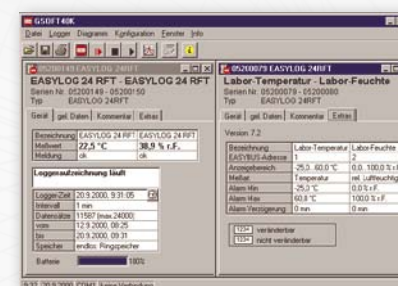 GSOFT40K
Datei Logger Diagramm Konfiguration Fenster Info
05200149 EASYLOG 24 RFT
EASYLOG 24 RFT - EASYLOG 24 RFT
Serien Nr. 05200149 - 05200150
Typ EASYLOG 24RFT
Gerät gel. Daten Kommentar Extras
Bezeichnung EASYLOG 24 RFT EASYLOG 24 RFT
Meßwert 22,5 °C 38,9 % r.F.
Meldung ok ok
Loggeraufzeichnung läuft
Logger-Zeit 20.9.2000, 9:31:05
Intervall 1 min
Datensätze 11587 (max.24000)
vom 12.9.2000, 08:25
bis 20.9.2000, 09:31
Speicher endlos: Ringspeicher
Batterie 100%
05200079 EASYLOG 24RFT
Labor-Temperatur - Labor-Feuchte
Serien Nr. 05200079 - 05200080
Typ EASYLOG 24RFT
Gerät gel. Daten Kommentar Extras
Version 7.2
Bezeichnung Labor-Temperatur Labor-Feuchte
EASYBUS-Adresse 1 2
Anzeigebereich -25,0..60,0 °C 0,0..100,0 % r.F.
Meßart Temperatur rel. Luftfeuchtigk
Alarm Min -25,0 °C 0,0 % r.F.
Alarm Max 60,0 °C 100,0 % r.F.
Alarm-Verzögerung 0 min 0 min
1234 veränderbar
1234 nicht veränderbar